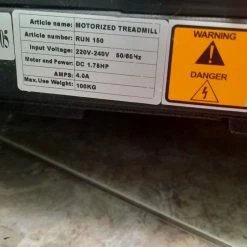 Article name: MOTORIZED TREADMILL
Article number: RUN 150
Input Voltage: 220V-240V 50/60Hz
Motor and Power: DC 1.75HP
AMPS: 4.0A
Max. Use Weight: 100KG
WARNING
DANGER